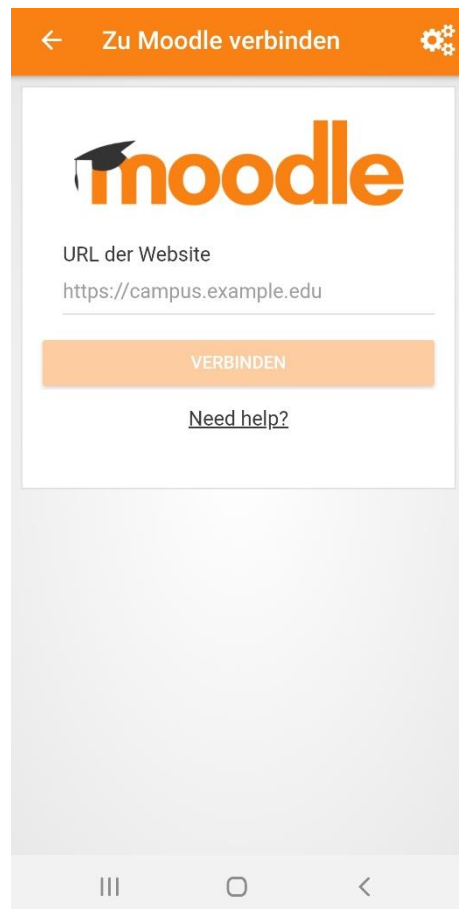 Zu Moodle verbinden
moodle
URL der Website
https://campus.example.edu
VERBINDEN
Need help?